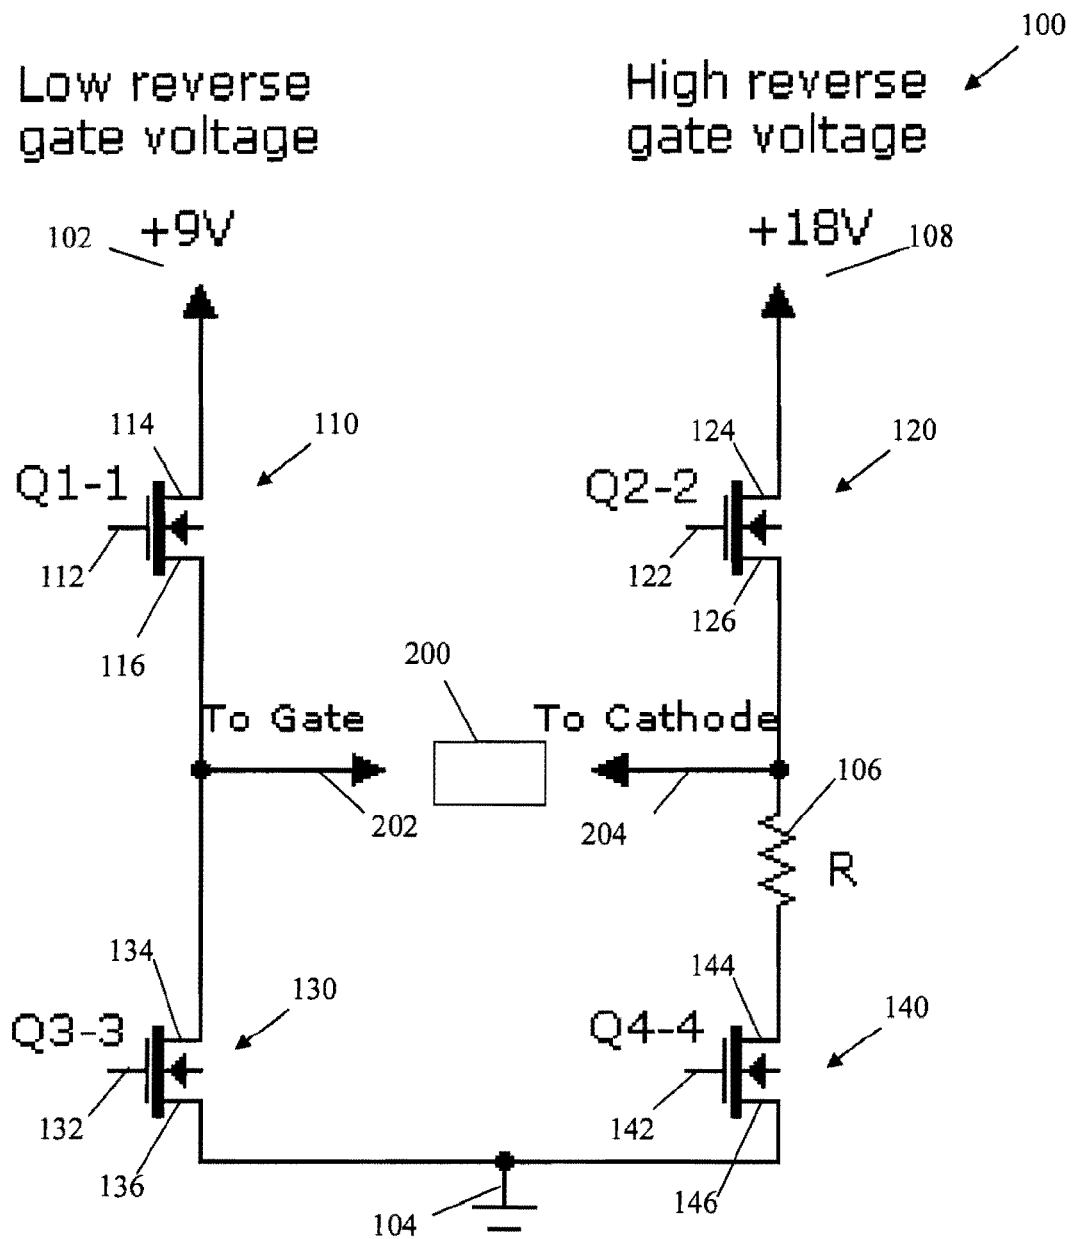 100
Low reverse
gate voltage
High reverse
gate voltage
102 +9V
+18V 108
114 110
Q1-1
112
116
124 120
Q2-2
122
126
200
To Gate
To Cathode
202
204
106
R
134 130
Q3-3
132
136
144 140
Q4-4
142
146
104